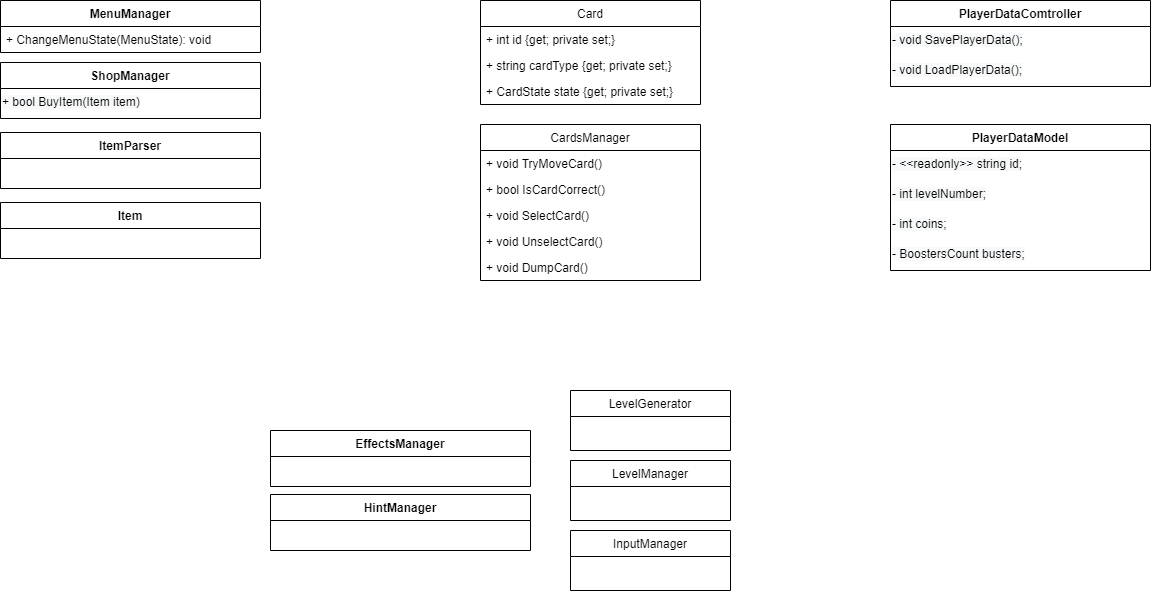 MenuManager
+ ChangeMenuState(MenuState): void
ShopManager
+ bool BuyItem(Item item)
ItemParser
Item
Card
+ int id {get; private set;}
+ string cardType {get; private set;}
+ CardState state {get; private set;}
CardsManager
+ void TryMoveCard()
+ bool IsCardCorrect()
+ void SelectCard()
+ void UnselectCard()
+ void DumpCard()
PlayerDataComtroller
- void SavePlayerData();
- void LoadPlayerData();
PlayerDataModel
- <<readonly>> string id;
- int levelNumber;
- int coins;
- BoostersCount busters;
EffectsManager
HintManager
LevelGenerator
LevelManager
InputManager